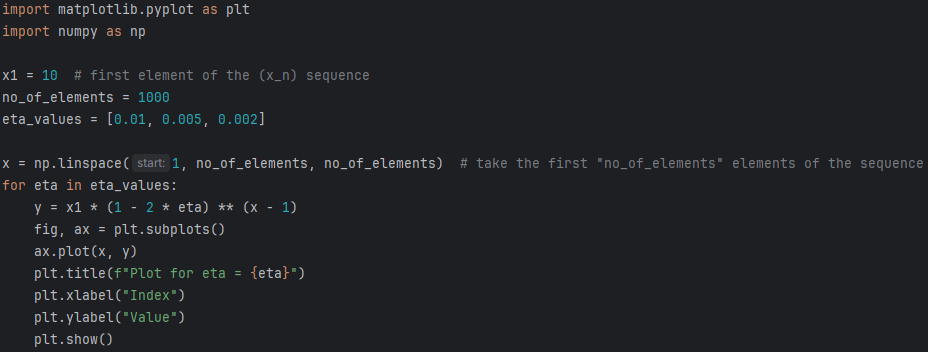 import matplotlib.pyplot as plt
import numpy as np

x1 = 10  # first element of the (x_n) sequence
no_of_elements = 1000
eta_values = [0.01, 0.005, 0.002]

x = np.linspace( start: 1, no_of_elements, no_of_elements)  # take the first "no_of_elements" elements of the sequence
for eta in eta_values:
    y = x1 * (1 - 2 * eta) ** (x - 1)
    fig, ax = plt.subplots()
    ax.plot(x, y)
    plt.title(f"Plot for eta = {eta}")
    plt.xlabel("Index")
    plt.ylabel("Value")
    plt.show()